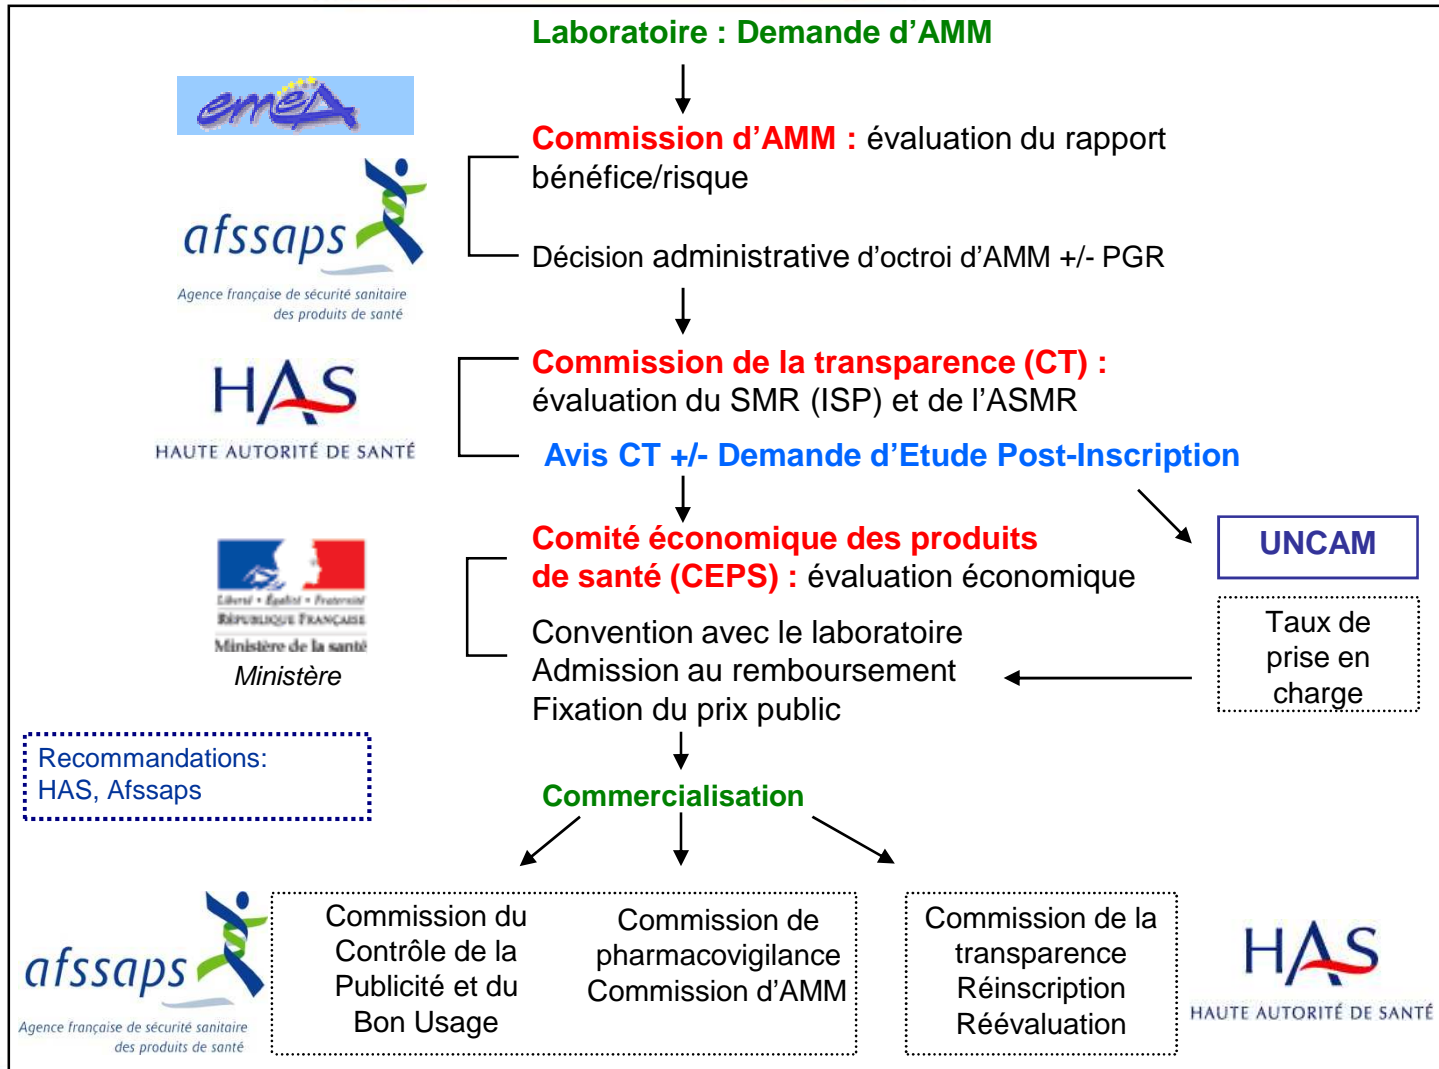 Laboratoire : Demande d'AMM
emeA
Commission d'AMM : évaluation du rapport
bénéfice/risque
afssaps
Agence française de sécurité sanitaire
des produits de santé
Décision administrative d'octroi d'AMM +/- PGR
HAS
HAUTE AUTORITÉ DE SANTÉ
Commission de la transparence (CT) :
évaluation du SMR (ISP) et de l'ASMR
Avis CT +/- Demande d'Etude Post-Inscription
Liberté • Égalité • Fraternité
RÉPUBLIQUE FRANÇAISE
Ministère de la santé
Ministère
Comité économique des produits
de santé (CEPS) : évaluation économique
Convention avec le laboratoire
Admission au remboursement
Fixation du prix public
UNCAM
Taux de
prise en
charge
Recommandations:
HAS, Afssaps
Commercialisation
afssaps
Agence française de sécurité sanitaire
des produits de santé
Commission du
Contrôle de la
Publicité et du
Bon Usage
Commission de
pharmacovigilance
Commission d'AMM
Commission de la
transparence
Réinscription
Réévaluation
HAS
HAUTE AUTORITÉ DE SANTÉ